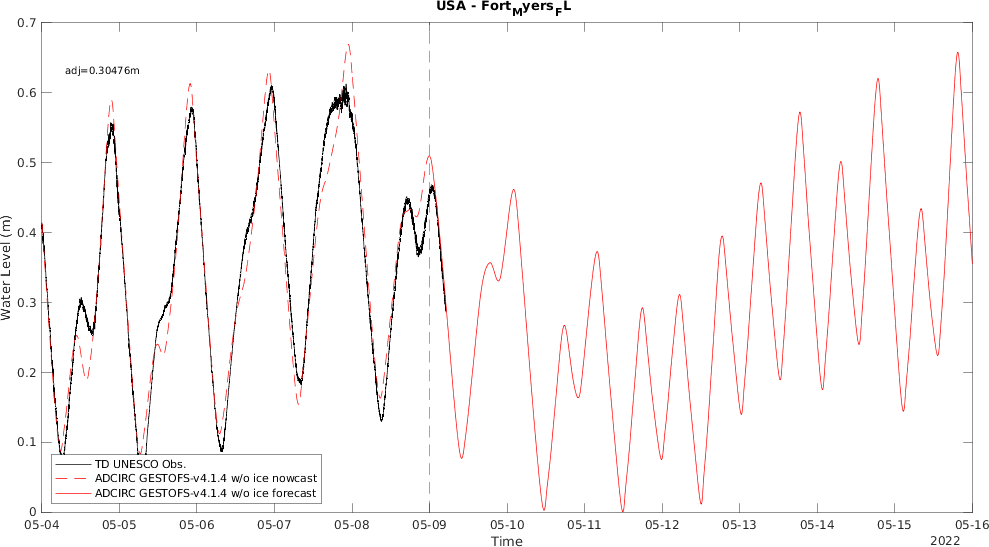 USA - FortMyersFL
adj=0.30476m
0.7
0.6
0.5
0.4
0.3
0.2
0.1
0
Water Level (m)
TD UNESCO Obs.
ADCIRC GESTOFS-v4.1.4 w/o ice nowcast
ADCIRC GESTOFS-v4.1.4 w/o ice forecast
05-04 05-05 05-06 05-07 05-08 05-09 05-10 05-11 05-12 05-13 05-14 05-15 05-16
Time
2022